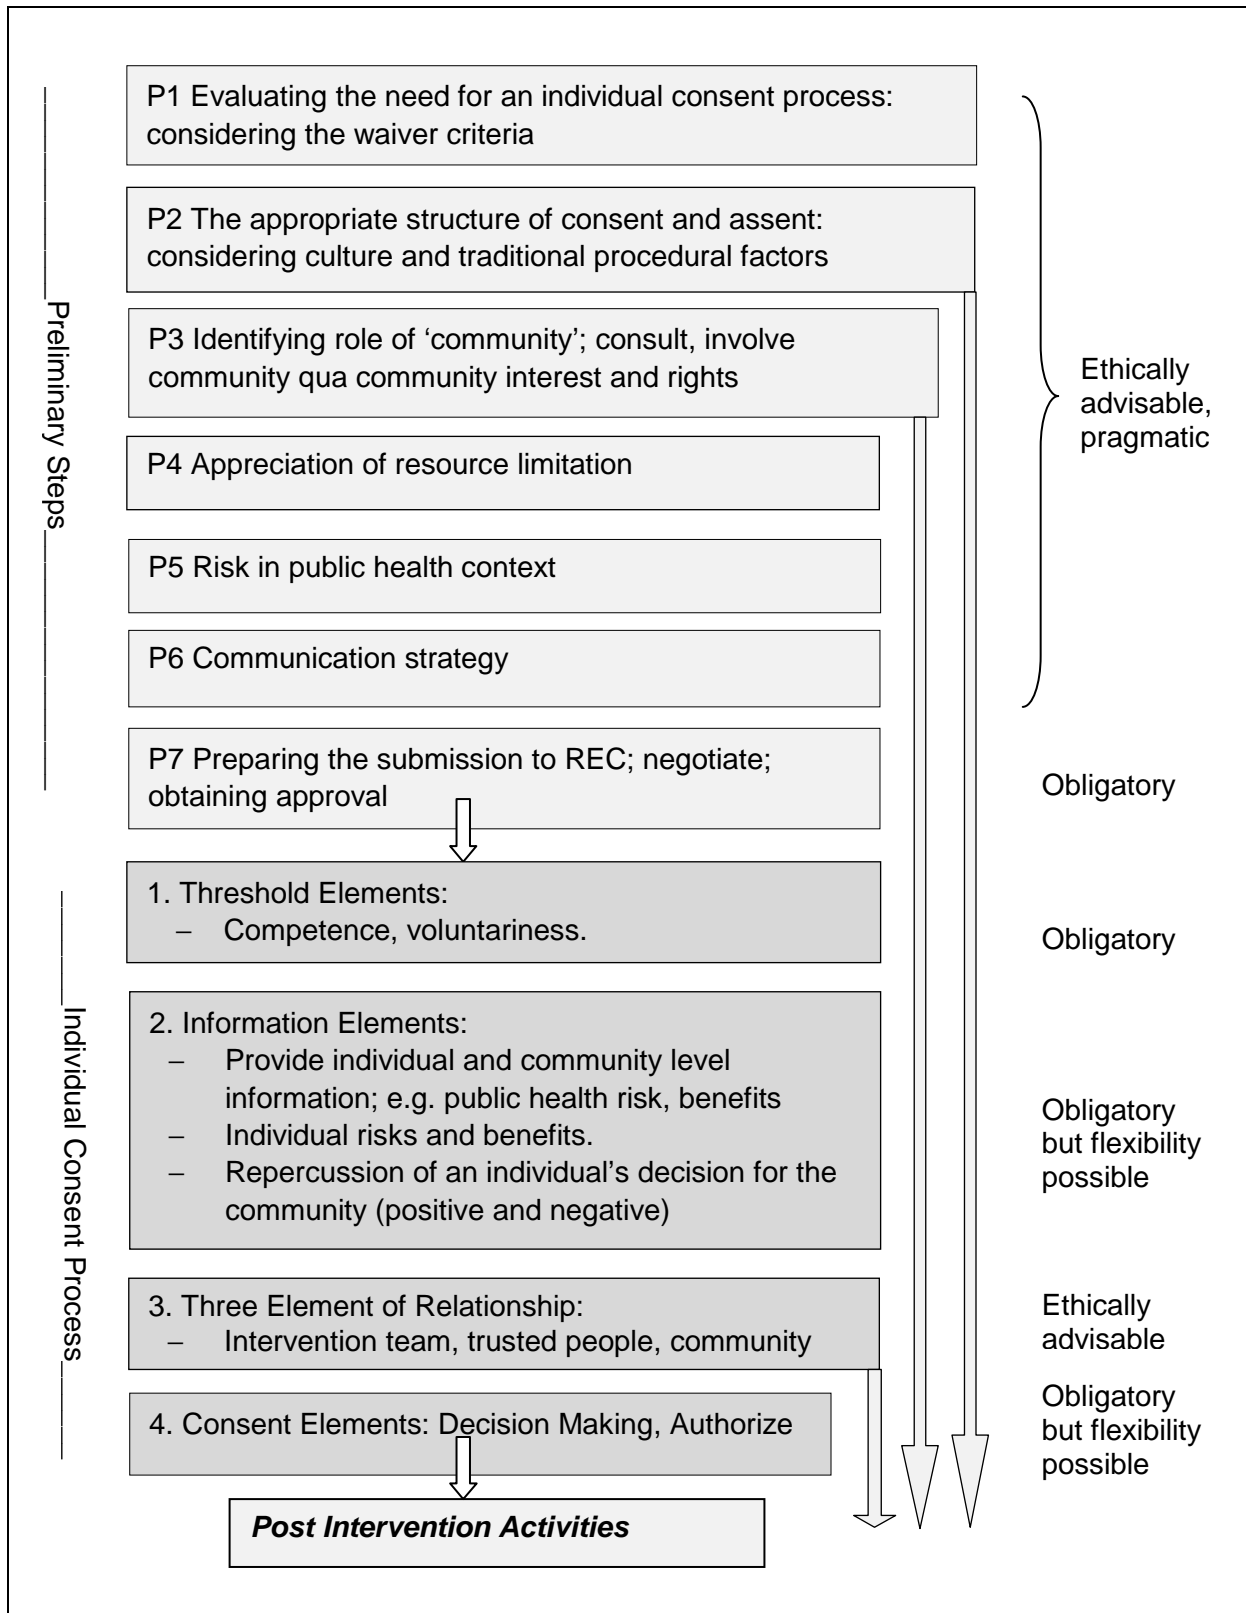 P1 Evaluating the need for an individual consent process:
considering the waiver criteria
P2 The appropriate structure of consent and assent:
considering culture and traditional procedural factors
P3 Identifying role of ‘community’; consult, involve
community qua community interest and rights
P4 Appreciation of resource limitation
P5 Risk in public health context
P6 Communication strategy
P7 Preparing the submission to REC; negotiate;
obtaining approval
Preliminary Steps
Ethically
advisable,
pragmatic
Obligatory
1. Threshold Elements:
– Competence, voluntariness.
Obligatory
2. Information Elements:
– Provide individual and community level
information; e.g. public health risk, benefits
– Individual risks and benefits.
– Repercussion of an individual’s decision for the
community (positive and negative)
Obligatory
but flexibility
possible
3. Three Element of Relationship:
– Intervention team, trusted people, community
Ethically
advisable
4. Consent Elements: Decision Making, Authorize
Obligatory
but flexibility
possible
Individual Consent Process
Post Intervention Activities